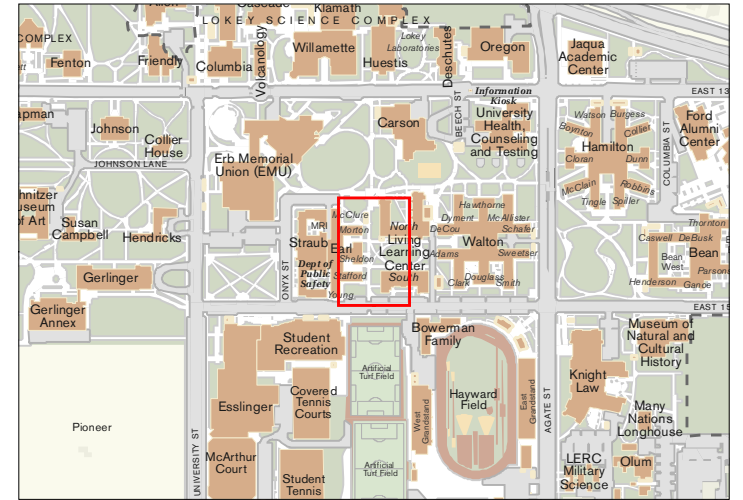 Cascade
Klamath
LOKEY SCIENCE COMPLEX
COMPLEX
Fenton
Friendly
Columbia
Volcanology
Willamette
Huestis
Lokey
Laboratories
Deschutes
Oregon
Jaqua
Academic
Center
EAST 13
Information
Kiosk
BEECH ST
University
Health,
Counseling
and Testing
Carson
Johnson
Collier
House
JOHNSON LANE
Erb Memorial
Union (EMU)
Watson
Burgess
Boynton
Collier
Hamilton
Cloran
Dunn
McClain
Robbins
Tingle
Spiller
COLUMBIA ST
Ford
Alumni
Center
Susan
Campbell
Hendricks
of Art
MRI
Straub
Dept of
Public
Safety
ONYX ST
McClure
Morton
Earl
Sheldon
Stafford
Young
North
Living
Learning
Center
South
Hawthorne
Dyment
McAlister
DeCou
Schafer
Walton
Adams
Sweetser
Douglass
Clark
Smith
Thornton
Caswell
DeBusk
Bean
West
Bean
Parsons
Henderson
Ganoe
EAST 15
Gerlinger
Gerlinger
Annex
Student
Recreation
Esslinger
Covered
Tennis
Courts
McArthur
Court
Student
Tennis
UNIVERSITY ST
Pioneer
Artificial
Turf Field
Artificial
Turf Field
Bowerman
Family
West
Grandstand
Hayward
Field
East
Grandstand
AGATE ST
Knight
Law
Museum of
Natural and
Cultural
History
Many
Nations
Longhouse
LERC
Military
Science
Olum